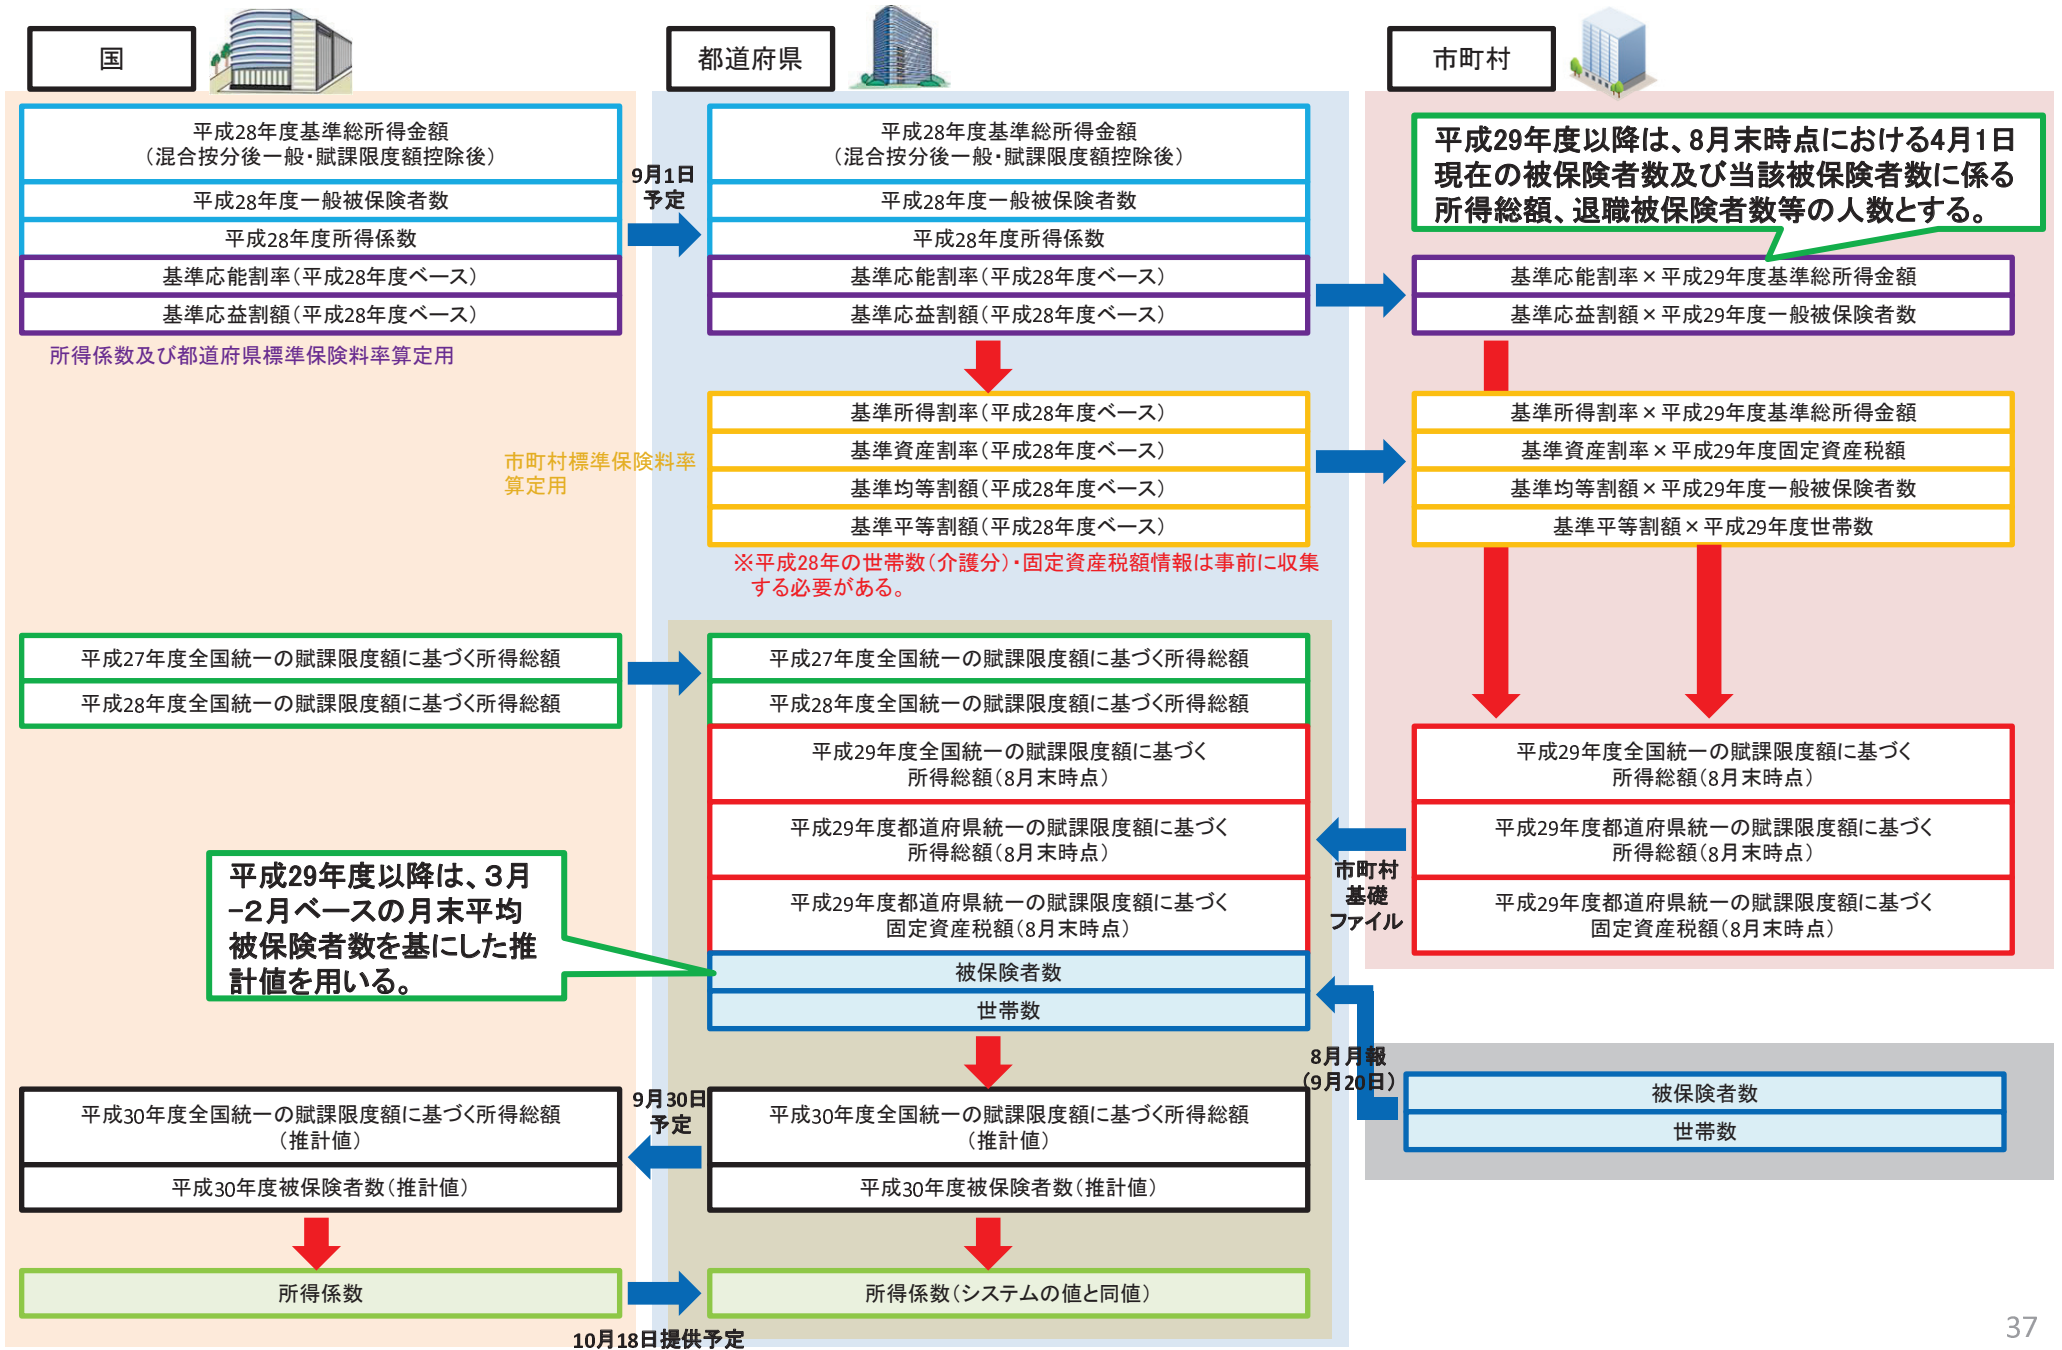 国
都道府県
市町村
平成28年度基準総所得金額
（混合按分後一般・賦課限度額控除後）
平成28年度一般被保険者数
平成28年度所得係数
基準応能割率（平成28年度ベース）
基準応益割額（平成28年度ベース）
所得係数及び都道府県標準保険料率算定用
9月1日
予定
平成28年度基準総所得金額
（混合按分後一般・賦課限度額控除後）
平成28年度一般被保険者数
平成28年度所得係数
基準応能割率（平成28年度ベース）
基準応益割額（平成28年度ベース）
平成29年度以降は、8月末時点における4月1日
現在の被保険者数及び当該被保険者数に係る
所得総額、退職被保険者数等の人数とする。
基準応能割率×平成29年度基準総所得金額
基準応益割額×平成29年度一般被保険者数
市町村標準保険料率
算定用
基準所得割率（平成28年度ベース）
基準資産割率（平成28年度ベース）
基準均等割額（平成28年度ベース）
基準平等割額（平成28年度ベース）
※平成28年の世帯数（介護分）・固定資産税額情報は事前に収集
する必要がある。
基準所得割率×平成29年度基準総所得金額
基準資産割率×平成29年度固定資産税額
基準均等割額×平成29年度一般被保険者数
基準平等割額×平成29年度世帯数
平成27年度全国統一の賦課限度額に基づく所得総額
平成28年度全国統一の賦課限度額に基づく所得総額
平成27年度全国統一の賦課限度額に基づく所得総額
平成28年度全国統一の賦課限度額に基づく所得総額
平成29年度全国統一の賦課限度額に基づく
所得総額（8月末時点）
平成29年度都道府県統一の賦課限度額に基づく
所得総額（8月末時点）
平成29年度都道府県統一の賦課限度額に基づく
固定資産税額（8月末時点）
被保険者数
世帯数
平成29年度全国統一の賦課限度額に基づく
所得総額（8月末時点）
平成29年度都道府県統一の賦課限度額に基づく
所得総額（8月末時点）
平成29年度都道府県統一の賦課限度額に基づく
固定資産税額（8月末時点）
市町村
基礎
ファイル
平成29年度以降は、３月
-２月ベースの月末平均
被保険者数を基にした推
計値を用いる。
8月月報
（9月20日）
被保険者数
世帯数
平成30年度全国統一の賦課限度額に基づく所得総額
（推計値）
平成30年度被保険者数（推計値）
9月30日
予定
平成30年度全国統一の賦課限度額に基づく所得総額
（推計値）
平成30年度被保険者数（推計値）
所得係数
所得係数（システムの値と同値）
10月18日提供予定
37